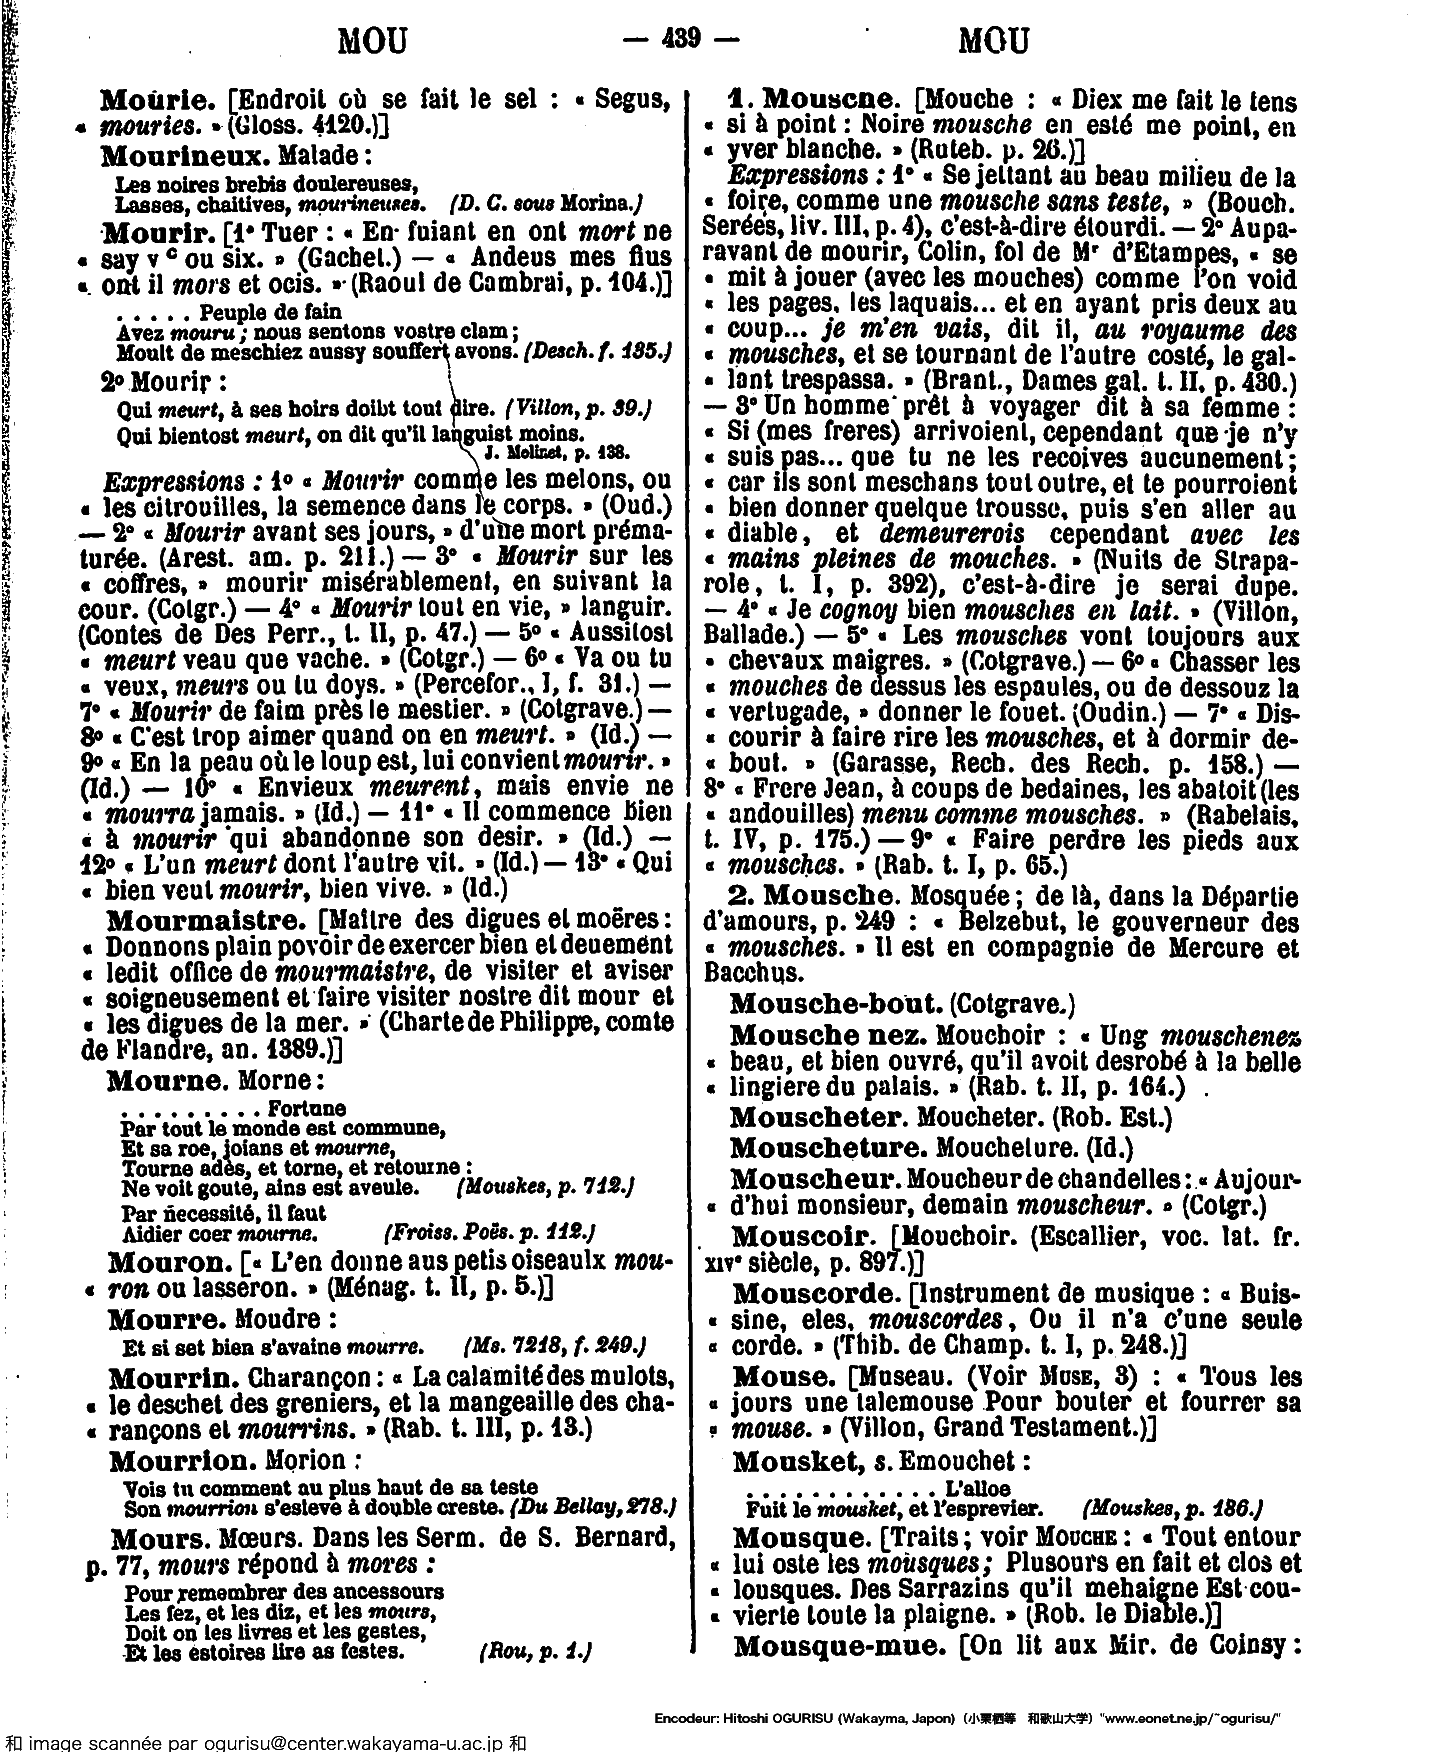 MOU — 439 — MOU
Mourie. [Endroit où se fait le sel : « Segus,
« mouries. » (Gloss. 4120.)]
Mourineux. Malade :
Les noires brebis doulereuses,
Lasses, chaitives, mourineuses. (D. C. sous Morina.)
Mourir. [1° Tuer : « En fuiant en ont mort ne
« say v c ou six. » (Gachet.) — « Andeus mes fius
« ont il mors et ocis. » (Raoul de Cambrai, p. 104.)]
. . . . . Peuple de fain
Avez mouru ; nous sentons vostre clam ;
Moult de meschiez aussy souffert avons. (Desch. f. 135.)
2° Mourir :
Qui meurt, à ses hoirs doibt tout dire. (Villon, p. 39.)
Qui bientost meurt, on dit qu'il languist moins.
J. Molinet, p. 138.
Expressions : 1° « Mourir comme les melons, ou
« les citrouilles, la semence dans le corps. » (Oud.)
— 2° « Mourir avant ses jours, » d'une mort préma-
turée. (Arest. am. p. 211.) — 3° « Mourir sur les
« coffres, » mourir misérablement, en suivant la
cour. (Cotgr.) — 4° « Mourir tout en vie, » languir.
(Contes de Des Perr., t. II, p. 47.) — 5° « Aussitost
« meurt veau que vache. » (Cotgr.) — 6° « Va ou tu
« veux, meurs ou tu doys. » (Percefor., I, f. 31.) —
7° « Mourir de faim près le mestier. » (Cotgrave.) —
8° « C'est trop aimer quand on en meurt. » (Id.) —
9° « En la peau où le loup est, lui convient mourir. »
(Id.) — 10° « Envieux meurent, mais envie ne
« mourra jamais. » (Id.) — 11° « Il commence bien
« à mourir qui abandonne son desir. » (Id.) —
12° « L'un meurt dont l'autre vit. » (Id.) — 13° « Qui
« bien veut mourir, bien vive. » (Id.)
Mourmaistre. [Maître des digues et moëres :
« Donnons plain povoir de exercer bien et deuement
« ledit office de mourmaistre, de visiter et aviser
« soigneusement et faire visiter nostre dit mour et
« les digues de la mer. » (Charte de Philippe, comte
de Flandre, an. 1389.)]
Mourne. Morne :
. . . . . . . . . Fortune
Par tout le monde est commune,
Et sa roe, joians et mourne,
Tourne adès, et torne, et retourne :
Ne voit goute, ains est aveule. (Mouskes, p. 712.)
Par necessité, il faut
Aidier coer mourne. (Froiss. Poës. p. 112.)
Mouron. [« L'en donne aus petis oiseaulx mou-
« ron ou lasseron. » (Ménag. t. II, p. 5.)]
Mourre. Moudre :
Et si set bien s'avaine mourre. (Ms. 7218, f. 249.)
Mourrin. Charançon : « La calamité des mulots,
« le deschet des greniers, et la mangeaille des cha-
« rançons et mourrins. » (Rab. t. III, p. 13.)
Mourrion. Morion :
Vois tu comment au plus haut de sa teste
Son mourrion s'esleve à double creste. (Du Bellay, 278.)
Mours. Mœurs. Dans les Serm. de S. Bernard,
p. 77, mours répond à mores :
Pour remembrer des ancessours
Les fez, et les diz, et les mours,
Doit on les livres et les gestes,
Et les estoires lire as festes. (Rou, p. 1.)
1. Mousche. [Mouche : « Diex me fait le tens
« si à point : Noire mousche en esté me point, en
« yver blanche. » (Ruteb. p. 26.)]
Expressions : 1° « Se jettant au beau milieu de la
« foire, comme une mousche sans teste, » (Bouch.
Serées, liv. III, p. 4), c'est-à-dire étourdi. — 2° Aupa-
ravant de mourir, Colin, fol de Mr d'Etampes, « se
« mit à jouer (avec les mouches) comme l'on void
« les pages, les laquais... et en ayant pris deux au
« coup... je m'en vais, dit il, au royaume des
« mousches, et se tournant de l'autre costé, le gal-
« lant trespassa. » (Brant., Dames gal. t. II, p. 430.)
— 3° Un homme prêt à voyager dit à sa femme :
« Si (mes freres) arrivoient, cependant que je n'y
« suis pas... que tu ne les recoives aucunement ;
« car ils sont meschans tout outre, et te pourroient
« bien donner quelque trousse, puis s'en aller au
« diable, et demeurerois cependant avec les
« mains pleines de mouches. » (Nuits de Strapa-
role, t. I, p. 392), c'est-à-dire je serai dupe.
— 4° « Je cognoy bien mousches en lait. » (Villon,
Ballade.) — 5° « Les mousches vont toujours aux
« chevaux maigres. » (Cotgrave.) — 6° « Chasser les
« mouches de dessus les espaules, ou de dessouz la
« vertugade, » donner le fouet. (Oudin.) — 7° « Dis-
« courir à faire rire les mousches, et à dormir de-
« bout. » (Garasse, Rech. des Rech. p. 158.) —
8° « Frere Jean, à coups de bedaines, les abatoit (les
« andouilles) menu comme mousches. » (Rabelais,
t. IV, p. 175.) — 9° « Faire perdre les pieds aux
« mousches. » (Rab. t. I, p. 65.)
2. Mousche. Mosquée ; de là, dans la Départie
d'amours, p. 249 : « Belzebut, le gouverneur des
« mousches. » Il est en compagnie de Mercure et
Bacchus.
Mousche-bout. (Cotgrave.)
Mousche nez. Mouchoir : « Ung mouschenez
« beau, et bien ouvré, qu'il avoit desrobé à la belle
« lingiere du palais. » (Rab. t. II, p. 164.)
Mouscheter. Moucheter. (Rob. Est.)
Mouscheture. Moucheture. (Id.)
Mouscheur. Moucheur de chandelles : « Aujour-
« d'hui monsieur, demain mouscheur. » (Cotgr.)
Mouscoir. [Mouchoir. (Escallier, voc. lat. fr.
XIVe siècle, p. 897.)]
Mouscorde. [Instrument de musique : « Buis-
« sine, eles, mouscordes, Ou il n'a c'une seule
« corde. » (Thib. de Champ. t. I, p. 248.)]
Mouse. [Museau. (Voir MUSE, 3) : « Tous les
« jours une talemouse Pour bouter et fourrer sa
« mouse. » (Villon, Grand Testament.)]
Mousket, s. Emouchet :
. . . . . . . . . . . . . L'alloe
Fuit le mousket, et l'esprevier. (Mouskes, p. 186.)
Mousque. [Traits ; voir MOUCHE : « Tout entour
« lui oste les mousques ; Plusours en fait et clos et
« lousques. Des Sarrazins qu'il mehaigne Est cou-
« vierte toute la plaigne. » (Rob. le Diable.)]
Mousque-mue. [On lit aux Mir. de Coinsy :
Encodeur: Hitoshi OGURISU (Wakayma, Japon) (小栗栖等 和歌山大学) "www.eonet.ne.jp/~ogurisu/"
和 image scannée par ogurisu@center.wakayama-u.ac.jp 和